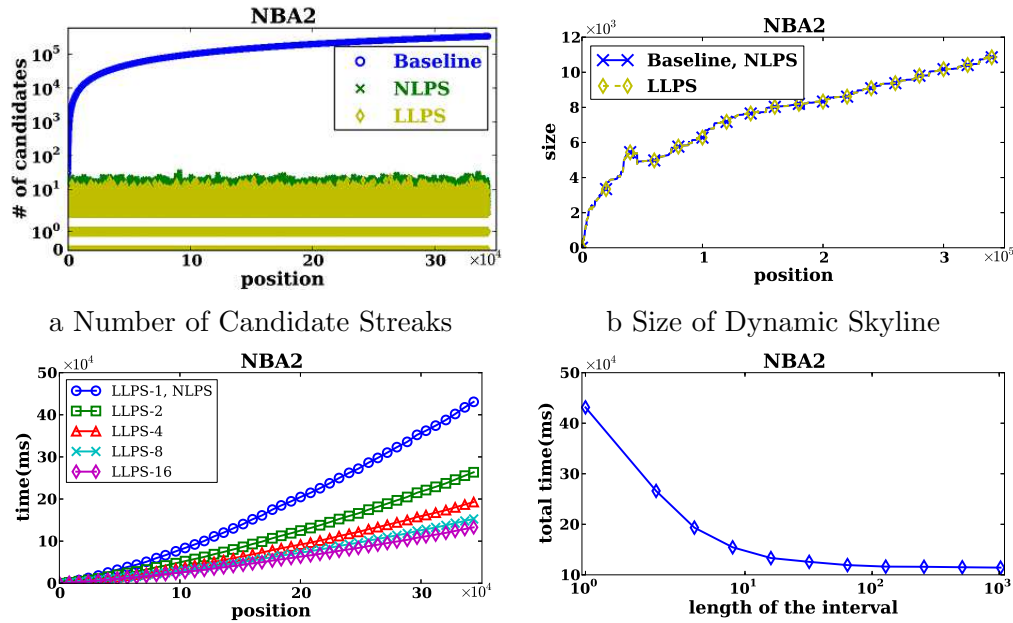 NBA2
10^5
10^4
10^3
10^2
10^1
10^0
0
# of candidates
Baseline
NLPS
LLPS
0
10
20
30
×10^4
position
NBA2
×10^3
12
10
8
6
4
2
0
size
Baseline, NLPS
LLPS
0
1
2
3
×10^5
position
a Number of Candidate Streaks
b Size of Dynamic Skyline
NBA2
×10^4
50
40
30
20
10
0
time(ms)
LLPS-1, NLPS
LLPS-2
LLPS-4
LLPS-8
LLPS-16
0
10
20
30
×10^4
position
NBA2
×10^4
50
40
30
20
10
total time(ms)
10^0
10^1
10^2
10^3
length of the interval